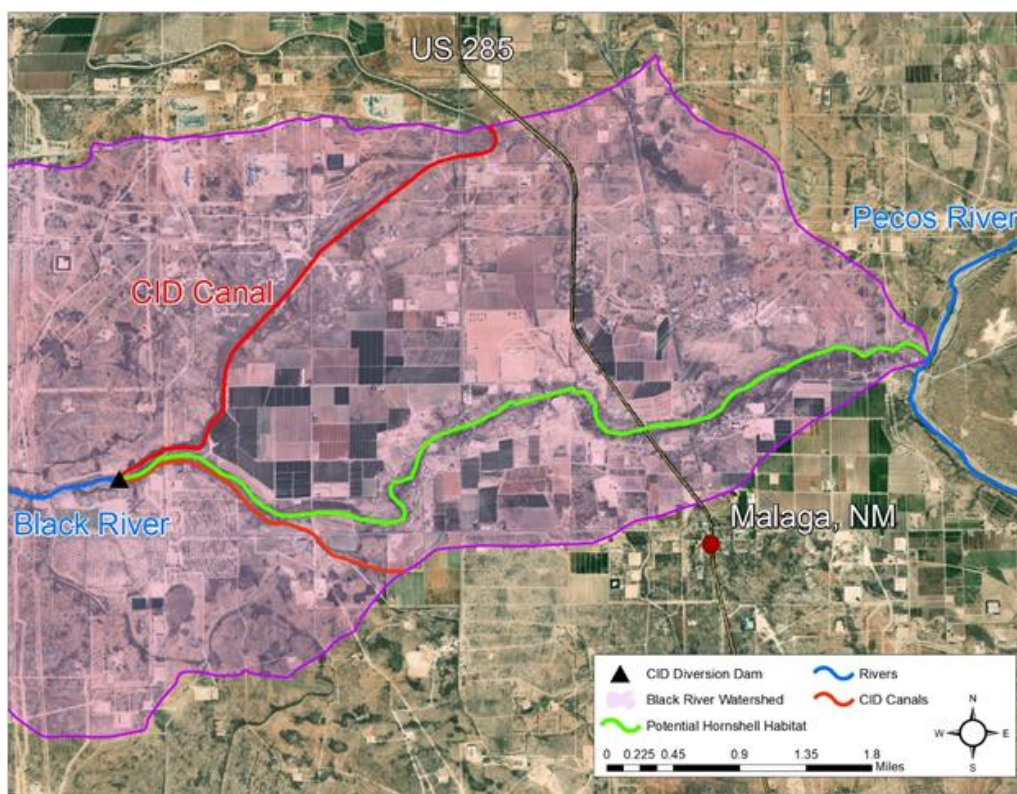 US 285
Pecos River
CID Canal
Black River
Malaga, NM
CID Diversion Dam
Rivers
Black River Watershed
CID Canals
Potential Hornshell Habitat
N
W
E
S
0 0.225 0.45 0.9 1.35 1.8
Miles